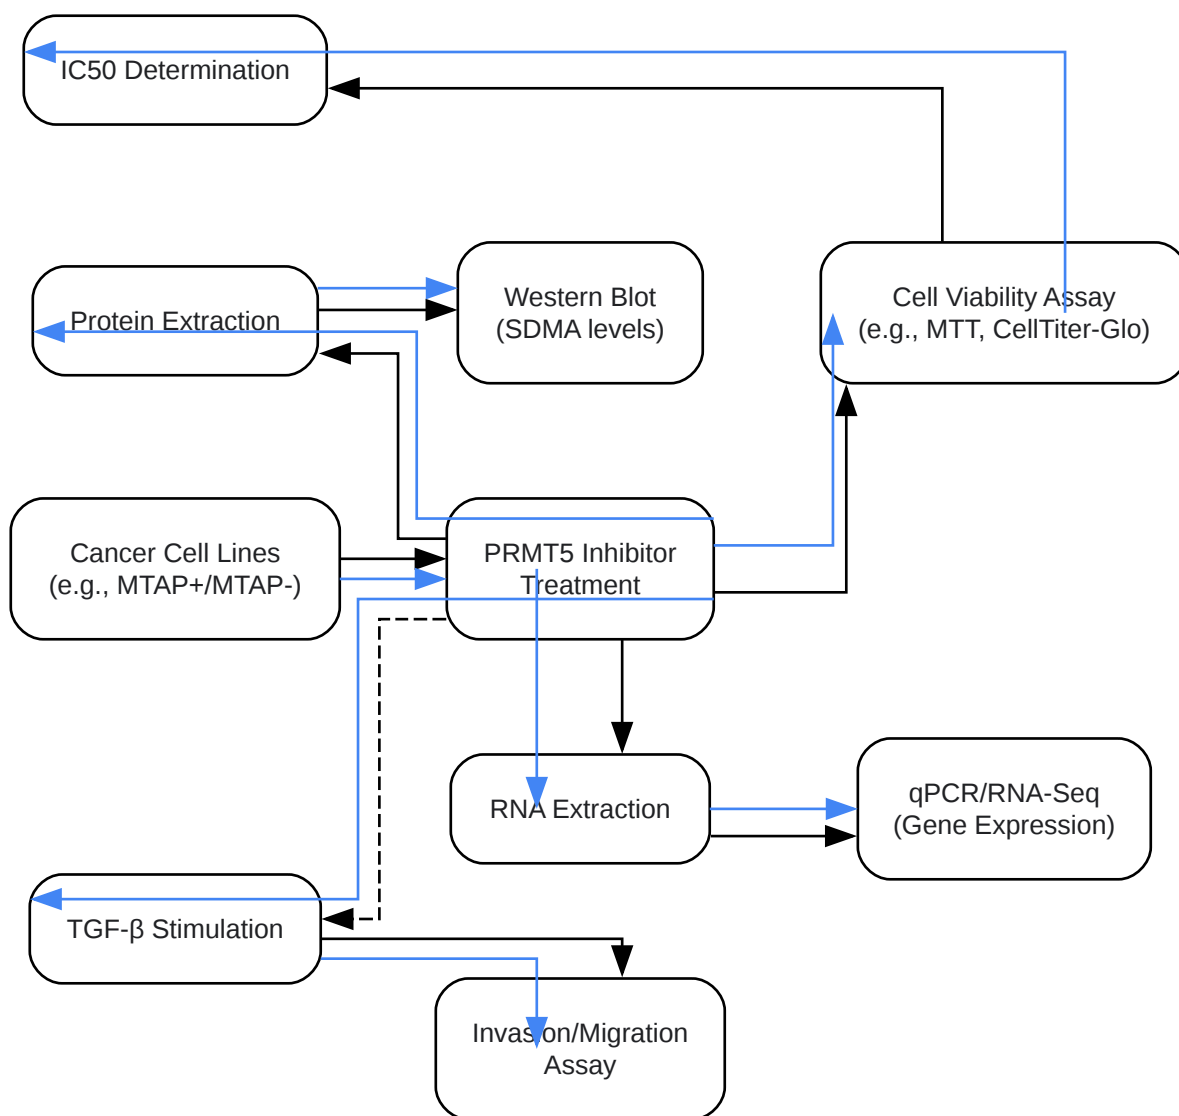 IC50 Determination
Protein Extraction
Western Blot
(SDMA levels)
Cell Viability Assay
(e.g., MTT, CellTiter-Glo)
Cancer Cell Lines
(e.g., MTAP+/MTAP-)
PRMT5 Inhibitor
Treatment
RNA Extraction
qPCR/RNA-Seq
(Gene Expression)
TGF-β Stimulation
Invasion/Migration
Assay